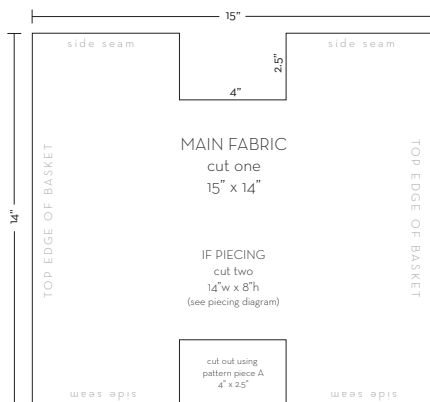 15”
side seam
side seam
2.5”
4”
MAIN FABRIC
cut one
15” x 14”
TOP EDGE OF BASKET
TOP EDGE OF BASKET
14”
IF PIECING
cut two
14”w x 8”h
(see piecing diagram)
cut out using
pattern piece A
4” x 2.5”
side seam
side seam